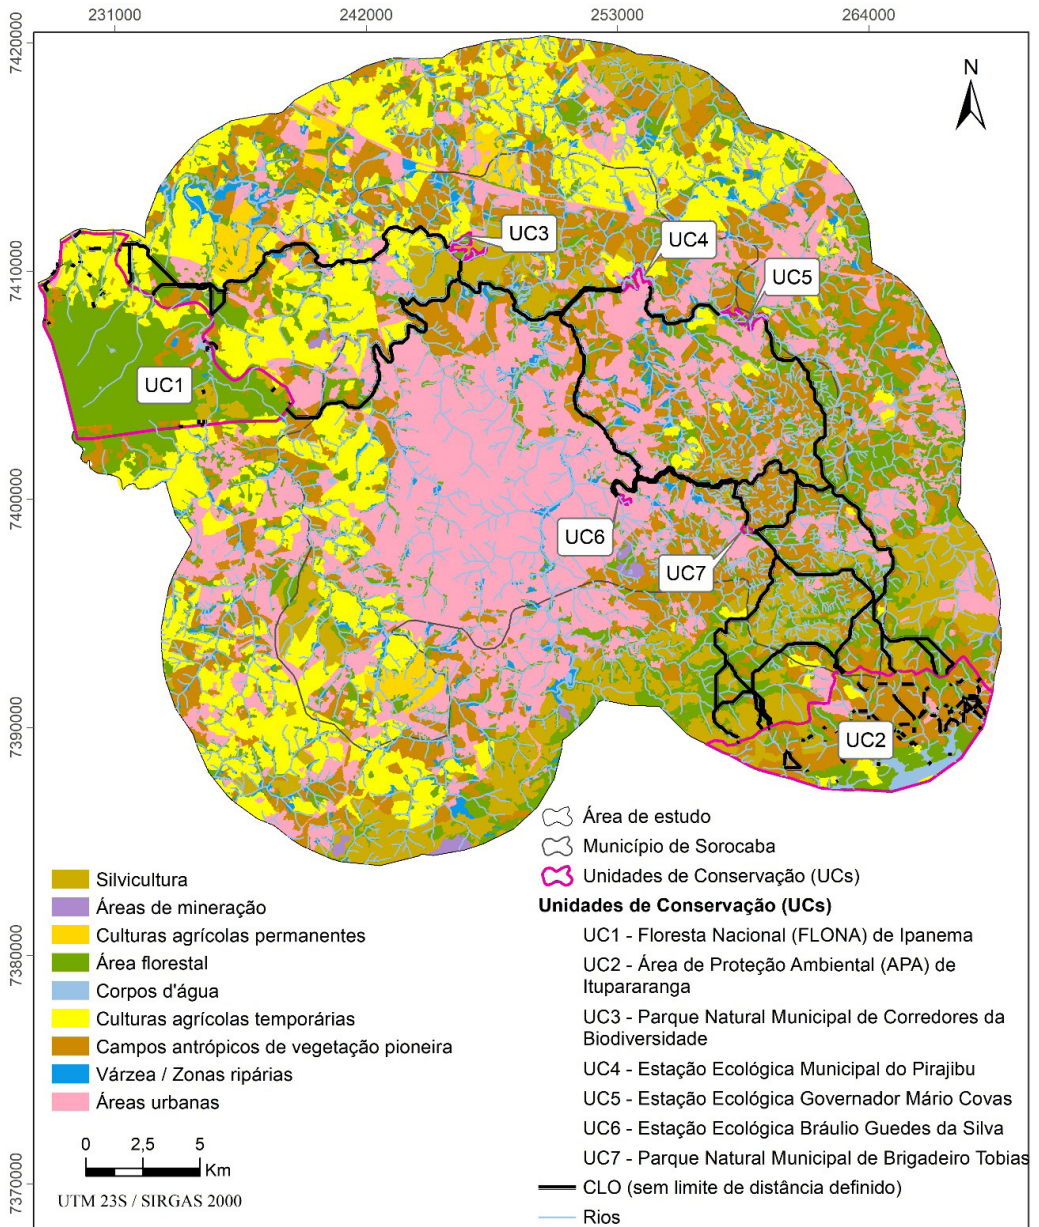 231000
242000
253000
264000
7420000
7410000
7400000
7390000
7380000
7370000
N
UC3
UC4
UC5
UC1
UC6
UC7
UC2
Silvicultura
Áreas de mineração
Culturas agrícolas permanentes
Área florestal
Corpos d'água
Culturas agrícolas temporárias
Campos antrópicos de vegetação pioneira
Várzea / Zonas ripárias
Áreas urbanas
0 2,5 5
Km
UTM 23S / SIRGAS 2000
Área de estudo
Município de Sorocaba
Unidades de Conservação (UCs)
Unidades de Conservação (UCs)
UC1 - Floresta Nacional (FLONA) de Ipanema
UC2 - Área de Proteção Ambiental (APA) de
Itupararanga
UC3 - Parque Natural Municipal de Corredores da
Biodiversidade
UC4 - Estação Ecológica Municipal do Pirajibu
UC5 - Estação Ecológica Governador Mário Covas
UC6 - Estação Ecológica Bráulio Guedes da Silva
UC7 - Parque Natural Municipal de Brigadeiro Tobias
CLO (sem limite de distância definido)
Rios